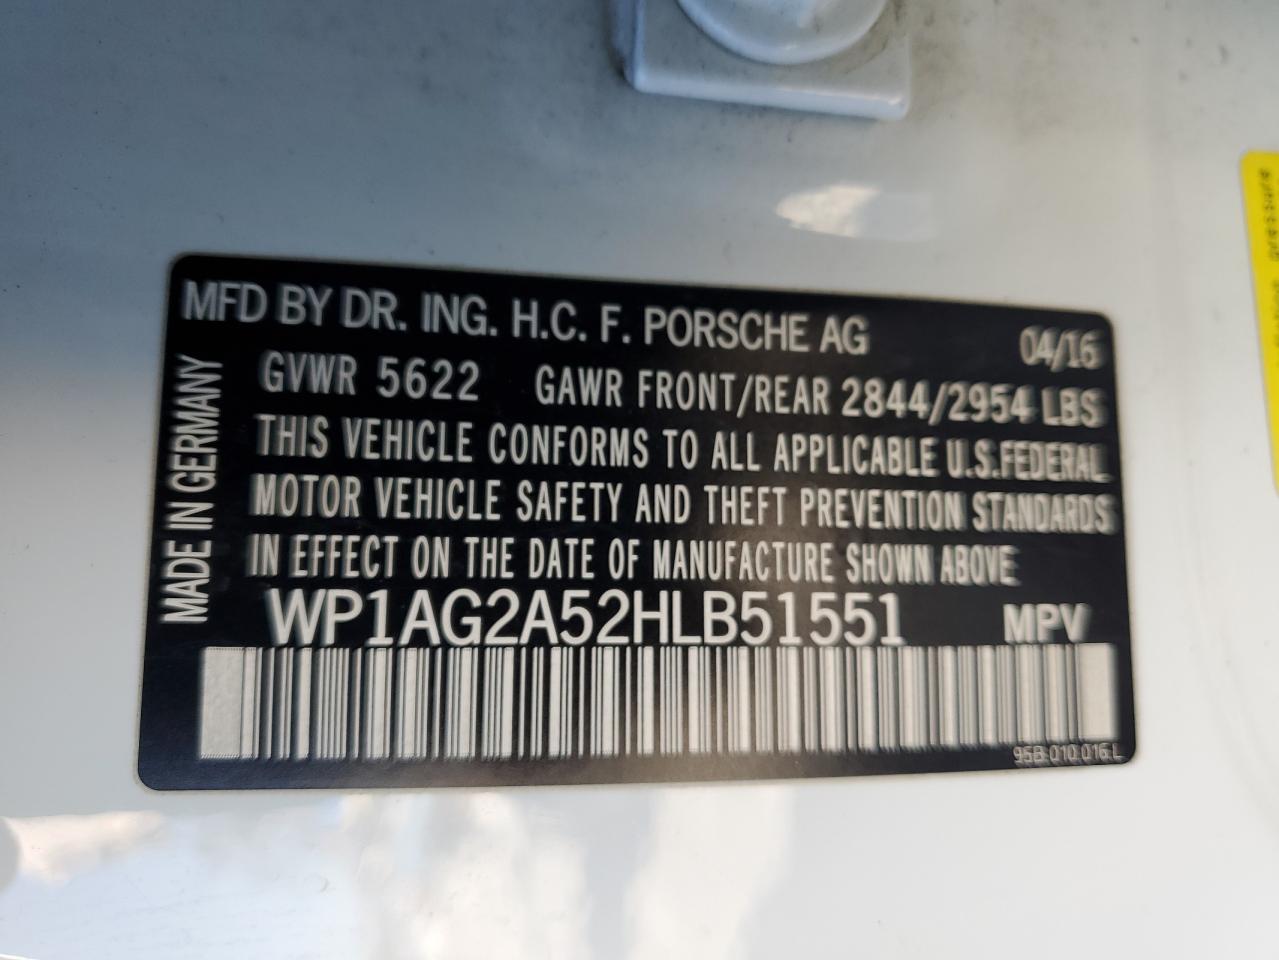 MFD BY DR. ING. H.C. F. PORSCHE AG 04/16
GVWR 5622 GAWR FRONT/REAR 2844/2954 LBS
THIS VEHICLE CONFORMS TO ALL APPLICABLE U.S.FEDERAL
MOTOR VEHICLE SAFETY AND THEFT PREVENTION STANDARDS
IN EFFECT ON THE DATE OF MANUFACTURE SHOWN ABOVE
WP1AG2A52HLB51551 MPV
95B.010.016.L
MADE IN GERMANY